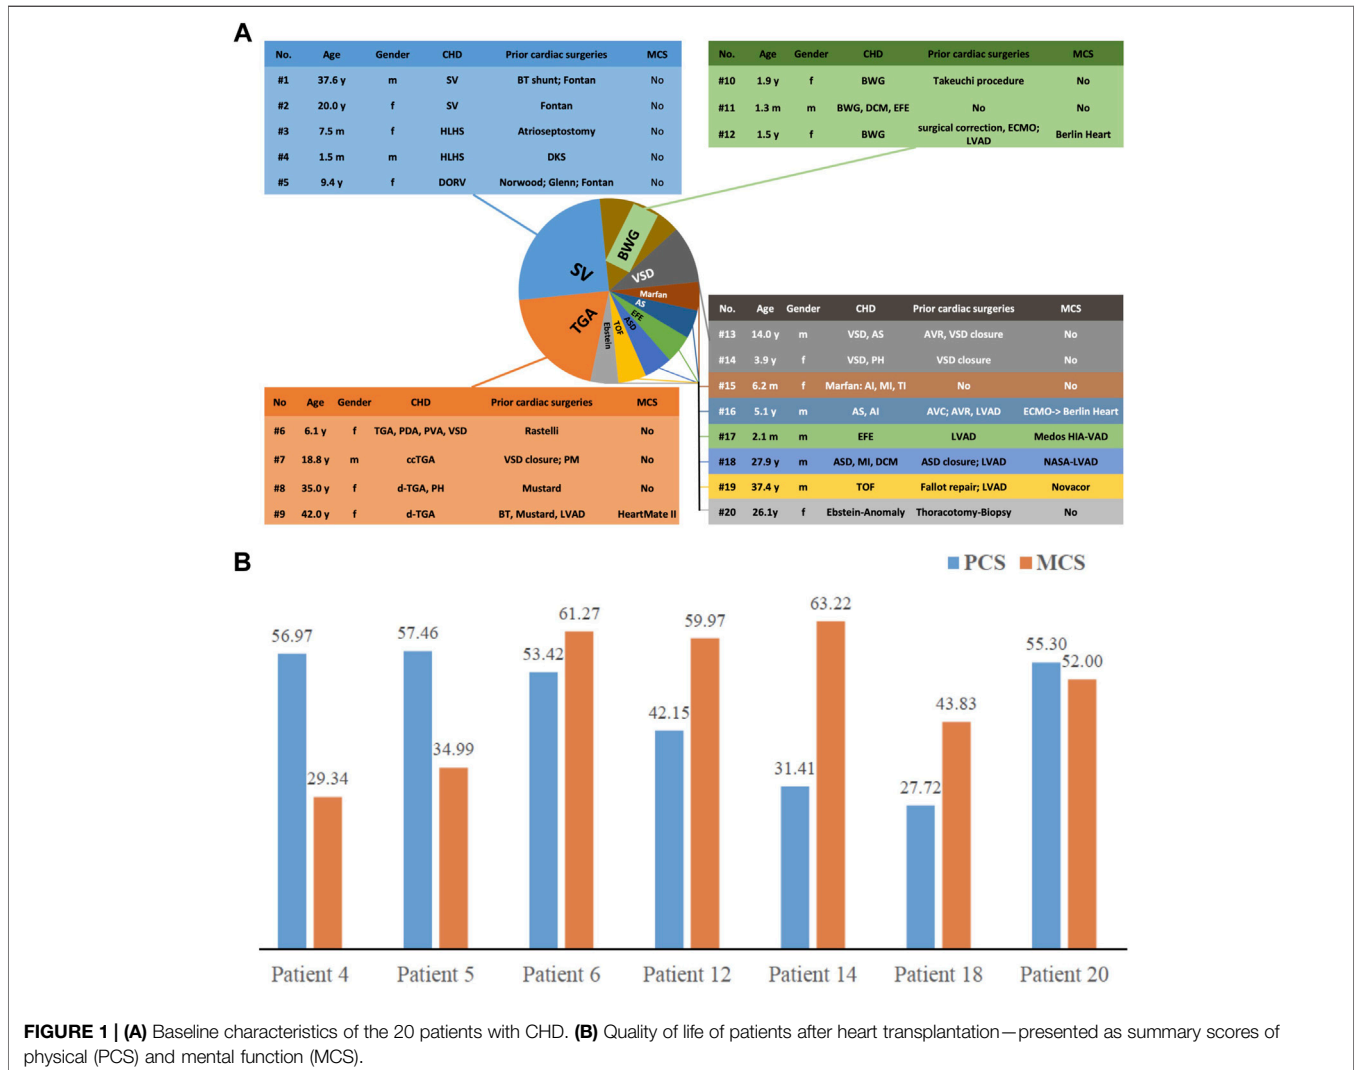 A
No. Age Gender CHD Prior cardiac surgeries MCS
#1 37.6 y m SV BT shunt; Fontan No
#2 20.0 y f SV Fontan No
#3 7.5 m f HLHS Atrioseptostomy No
#4 1.5 m m HLHS DKS No
#5 9.4 y f DORV Norwood; Glenn; Fontan No
No. Age Gender CHD Prior cardiac surgeries MCS
#10 1.9 y f BWG Takeuchi procedure No
#11 1.3 m m BWG, DCM, EFE No No
#12 1.5 y f BWG surgical correction, ECMO; LVAD Berlin Heart
SV
BWG
VSD
Marfan
AS
EFE
ASD
TOF
Ebstein
TGA
No Age Gender CHD Prior cardiac surgeries MCS
#6 6.1 y f TGA, PDA, PVA, VSD Rastelli No
#7 18.8 y m ccTGA VSD closure; PM No
#8 35.0 y f d-TGA, PH Mustard No
#9 42.0 y f d-TGA BT, Mustard, LVAD HeartMate II
No. Age Gender CHD Prior cardiac surgeries MCS
#13 14.0 y m VSD, AS AVR, VSD closure No
#14 3.9 y f VSD, PH VSD closure No
#15 6.2 m f Marfan: AI, MI, TI No No
#16 5.1 y m AS, AI AVC; AVR, LVAD ECMO-> Berlin Heart
#17 2.1 m m EFE LVAD Medos HIA-VAD
#18 27.9 y m ASD, MI, DCM ASD closure; LVAD NASA-LVAD
#19 37.4 y m TOF Fallot repair; LVAD Novacor
#20 26.1y f Ebstein-Anomaly Thoracotomy-Biopsy No
B
PCS MCS
56.97 29.34
57.46 34.99
53.42 61.27
42.15 59.97
31.41 63.22
27.72 43.83
55.30 52.00
Patient 4 Patient 5 Patient 6 Patient 12 Patient 14 Patient 18 Patient 20
FIGURE 1 | (A) Baseline characteristics of the 20 patients with CHD. (B) Quality of life of patients after heart transplantation—presented as summary scores of
physical (PCS) and mental function (MCS).